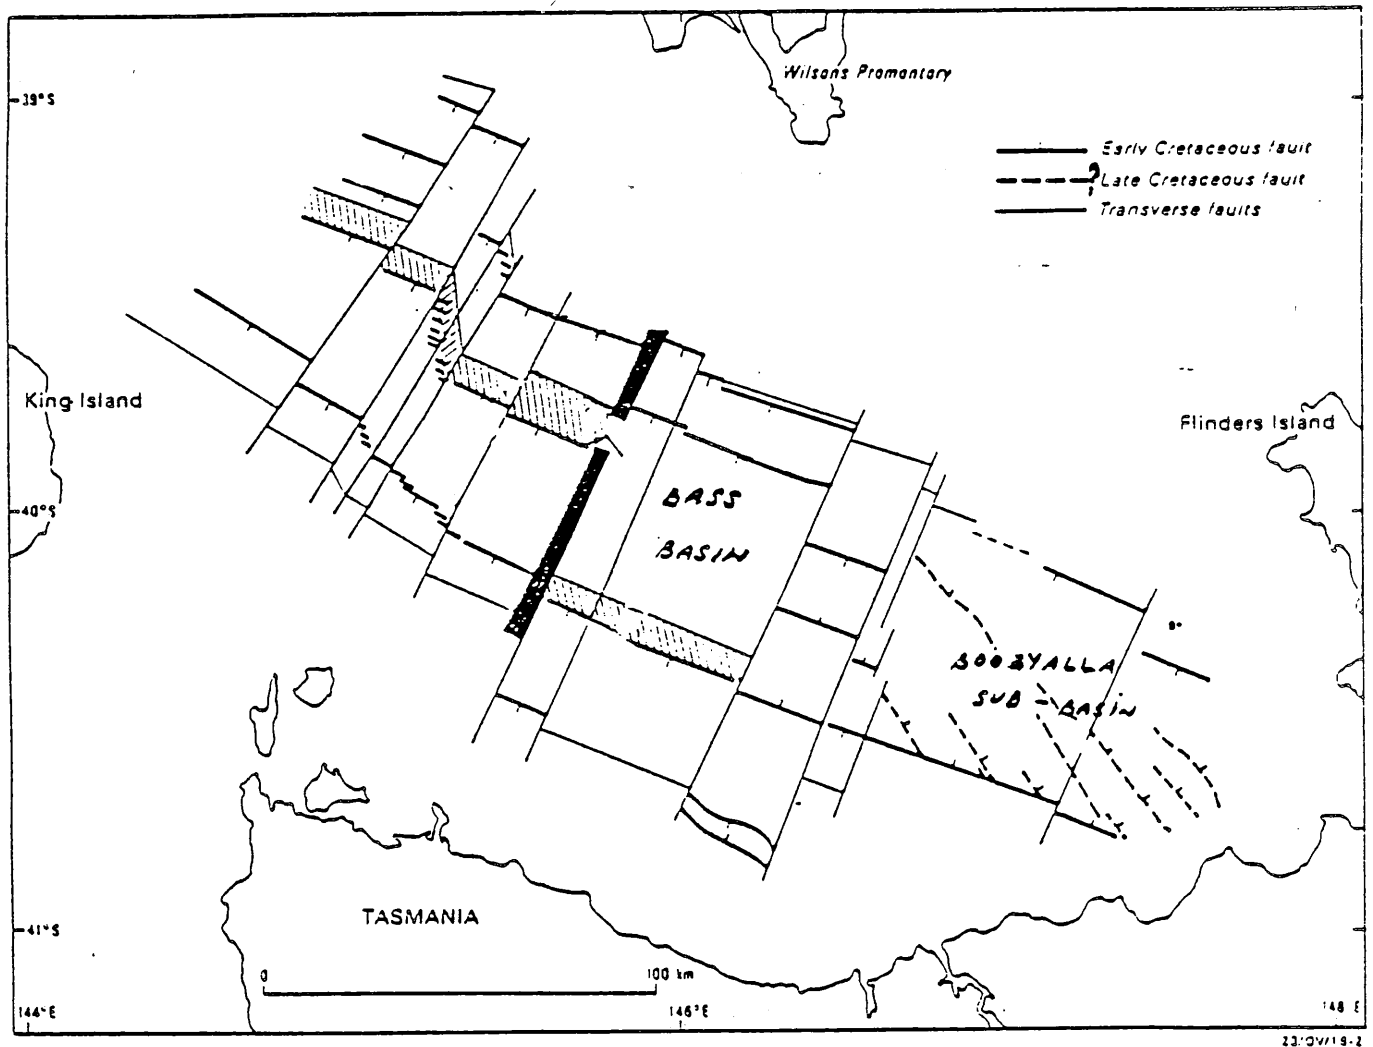 Wilsons Promontory
39°S
Early Cretaceous fault
? Late Cretaceous fault
Transverse faults
King Island
Flinders Island
BASS
BASIN
40°S
BOOBYALLA
SUB-BASIN
TASMANIA
41°S
0 100 km
144°E 146°E 148 E